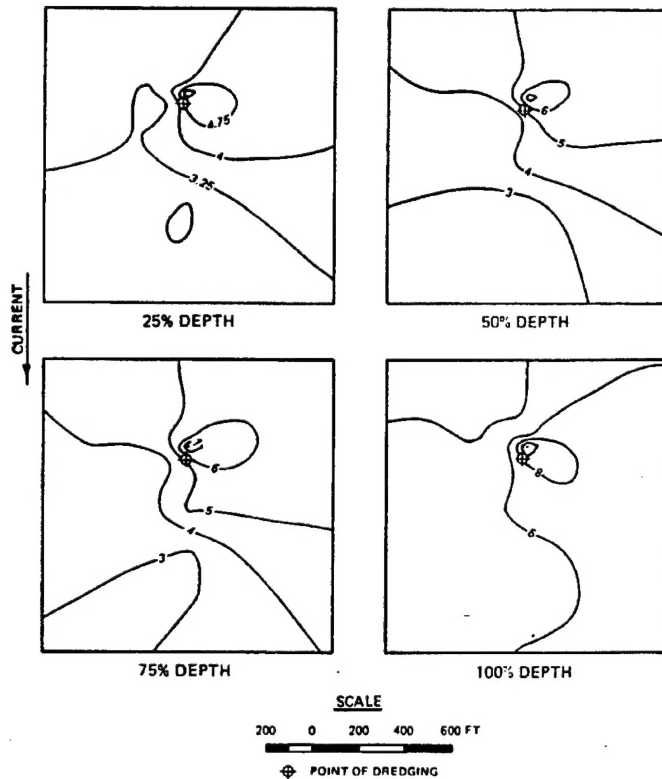 4.75
4
3.25
25% DEPTH
6
5
4
3
50% DEPTH
CURRENT
6
5
4
3
75% DEPTH
8
6
100% DEPTH
SCALE
200 0 200 400 600 FT
POINT OF DREDGING